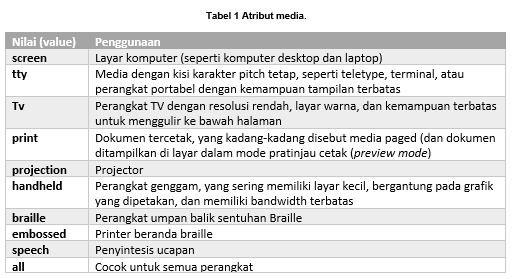 Tabel 1 Atribut media.
Nilai (value) Penggunaan
screen Layar komputer (seperti komputer desktop dan laptop)
tty Media dengan kisi karakter pitch tetap, seperti teletype, terminal, atau
perangkat portabel dengan kemampuan tampilan terbatas
Tv Perangkat TV dengan resolusi rendah, layar warna, dan kemampuan terbatas
untuk menggulir ke bawah halaman
print Dokumen tercetak, yang kadang-kadang disebut media paged (dan dokumen
ditampilkan di layar dalam mode pratinjau cetak (preview mode)
projection Projector
handheld Perangkat genggam, yang sering memiliki layar kecil, bergantung pada grafik
yang dipetakan, dan memiliki bandwidth terbatas
braille Perangkat umpan balik sentuhan Braille
embossed Printer beranda braille
speech Penyintesis ucapan
all Cocok untuk semua perangkat